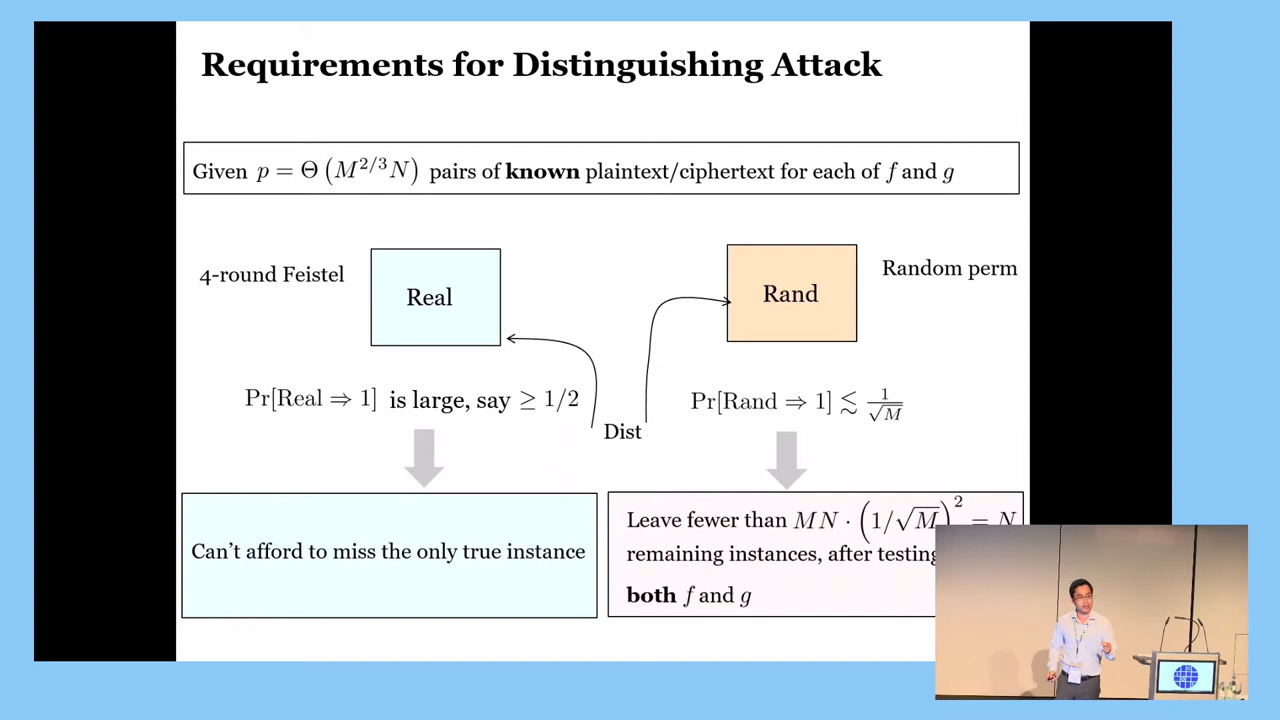 Requirements for Distinguishing Attack
Given p = Θ (M^{2/3}N) pairs of known plaintext/ciphertext for each of f and g
4-round Feistel
Real
Rand
Random perm
Pr[Real ⇒ 1] is large, say ≥ 1/2
Pr[Rand ⇒ 1] ≲ 1/√M
Dist
Can't afford to miss the only true instance
Leave fewer than MN · (1/√M)^2 = N
remaining instances, after testing
both f and g